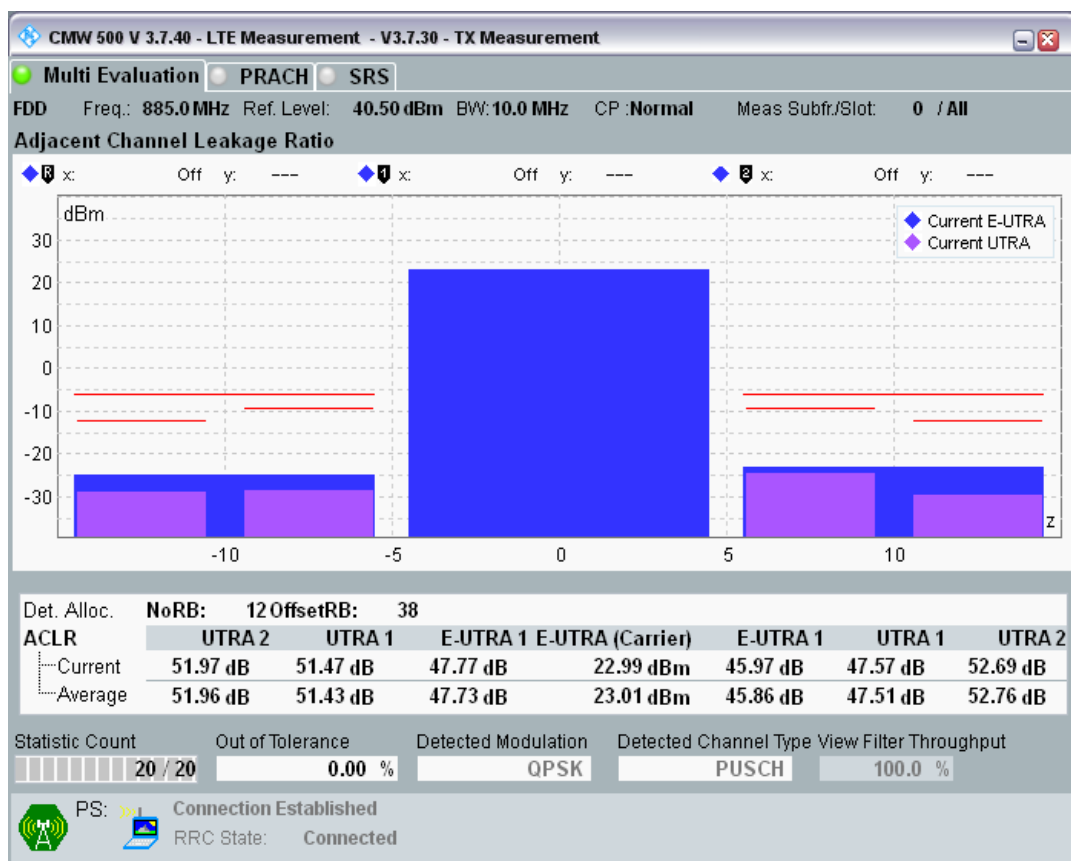 CMW 500 V 3.7.40 - LTE Measurement - V3.7.30 - TX Measurement
Multi Evaluation PRACH SRS
FDD Freq.: 885.0 MHz Ref. Level: 40.50 dBm BW: 10.0 MHz CP :Normal Meas Subfr./Slot: 0 / All
Adjacent Channel Leakage Ratio
R x: Off y: --- 1 x: Off y: --- 2 x: Off y: ---
dBm
Current E-UTRA
Current UTRA
30
20
10
0
-10
-20
-30
z
-10 -5 0 5 10
Det. Alloc. NoRB: 12 OffsetRB: 38
ACLR UTRA 2 UTRA 1 E-UTRA 1 E-UTRA (Carrier) E-UTRA 1 UTRA 1 UTRA 2
Current 51.97 dB 51.47 dB 47.77 dB 22.99 dBm 45.97 dB 47.57 dB 52.69 dB
Average 51.96 dB 51.43 dB 47.73 dB 23.01 dBm 45.86 dB 47.51 dB 52.76 dB
Statistic Count Out of Tolerance Detected Modulation Detected Channel Type View Filter Throughput
20 / 20 0.00 % QPSK PUSCH 100.0 %
PS: Connection Established
RRC State: Connected